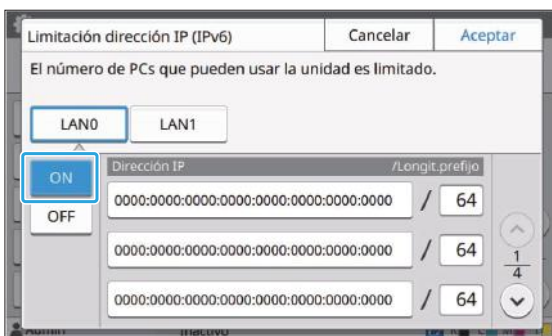 Limitación dirección IP (IPv6)
Cancelar
Aceptar
El número de PCs que pueden usar la unidad es limitado.
LAN0
LAN1
ON
OFF
Dirección IP
/Longit.prefijo
0000:0000:0000:0000:0000:0000:0000:0000 / 64
0000:0000:0000:0000:0000:0000:0000:0000 / 64
0000:0000:0000:0000:0000:0000:0000:0000 / 64
1
4
Admin
Inactivo